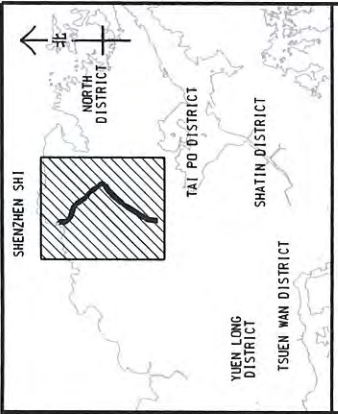 北
SHENZHEN SHI
NORTH
DISTRICT
TAI PO DISTRICT
SHATIN DISTRICT
YUEN LONG
DISTRICT
TSUEN WAN DISTRICT